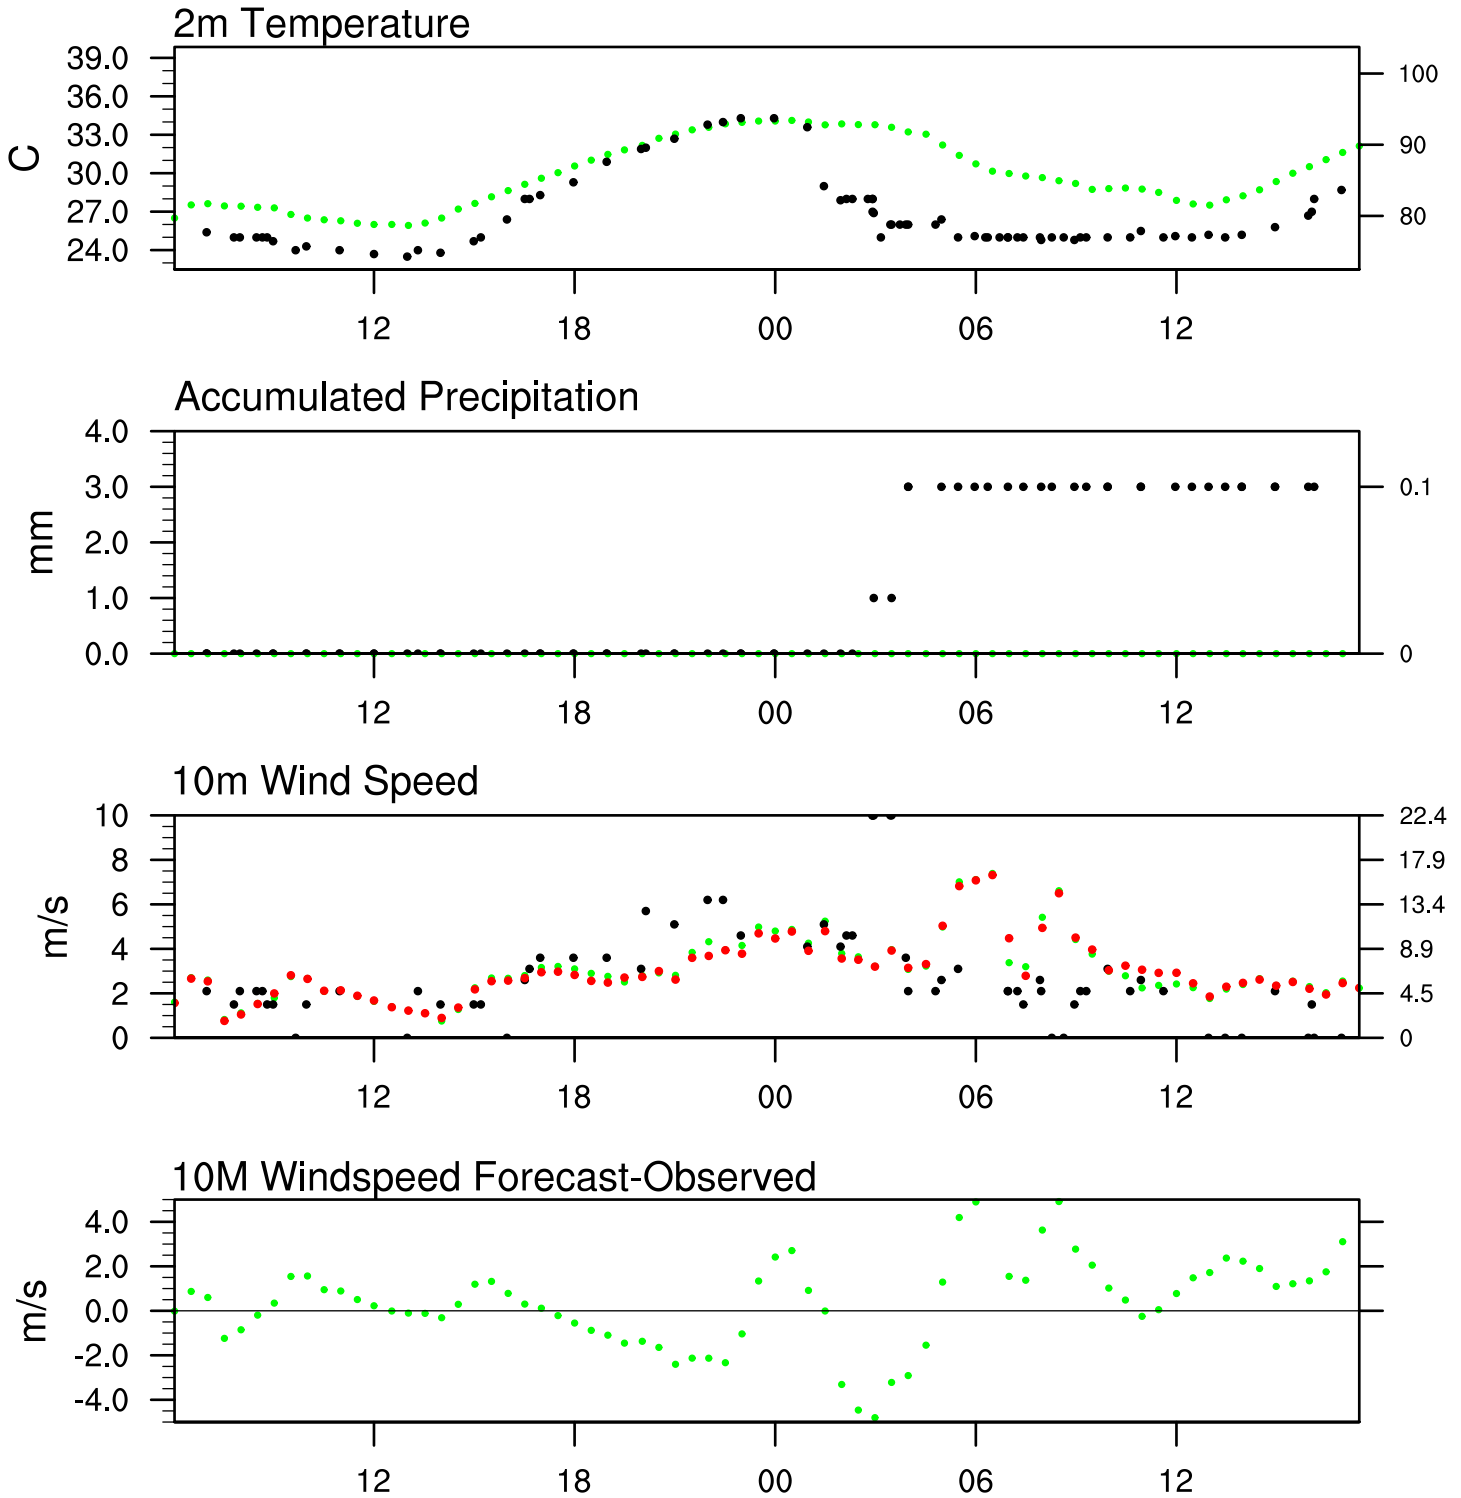 2m Temperature
39.0
36.0
33.0
30.0
27.0
24.0
C
100
90
80
12 18 00 06 12
Accumulated Precipitation
4.0
3.0
2.0
1.0
0.0
mm
0.1
0
12 18 00 06 12
10m Wind Speed
10
8
6
4
2
0
m/s
22.4
17.9
13.4
8.9
4.5
0
12 18 00 06 12
10M Windspeed Forecast-Observed
4.0
2.0
0.0
-2.0
-4.0
m/s
12 18 00 06 12